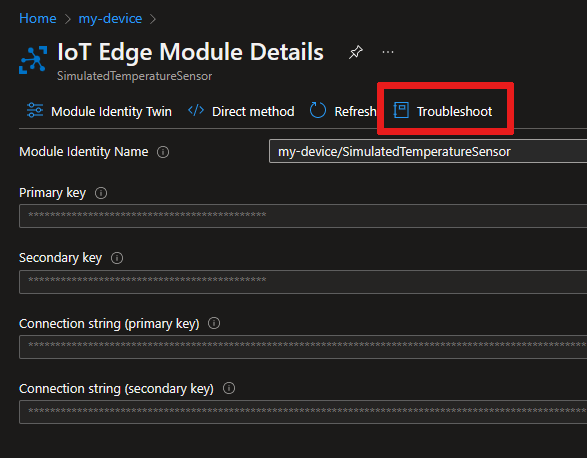 Home > my-device >
IoT Edge Module Details ...
SimulatedTemperatureSensor
Module Identity Twin </> Direct method Refresh Troubleshoot
Module Identity Name my-device/SimulatedTemperatureSensor
Primary key
*********************************************
Secondary key
*********************************************
Connection string (primary key)
**********************************************************************************************************
Connection string (secondary key)
**********************************************************************************************************